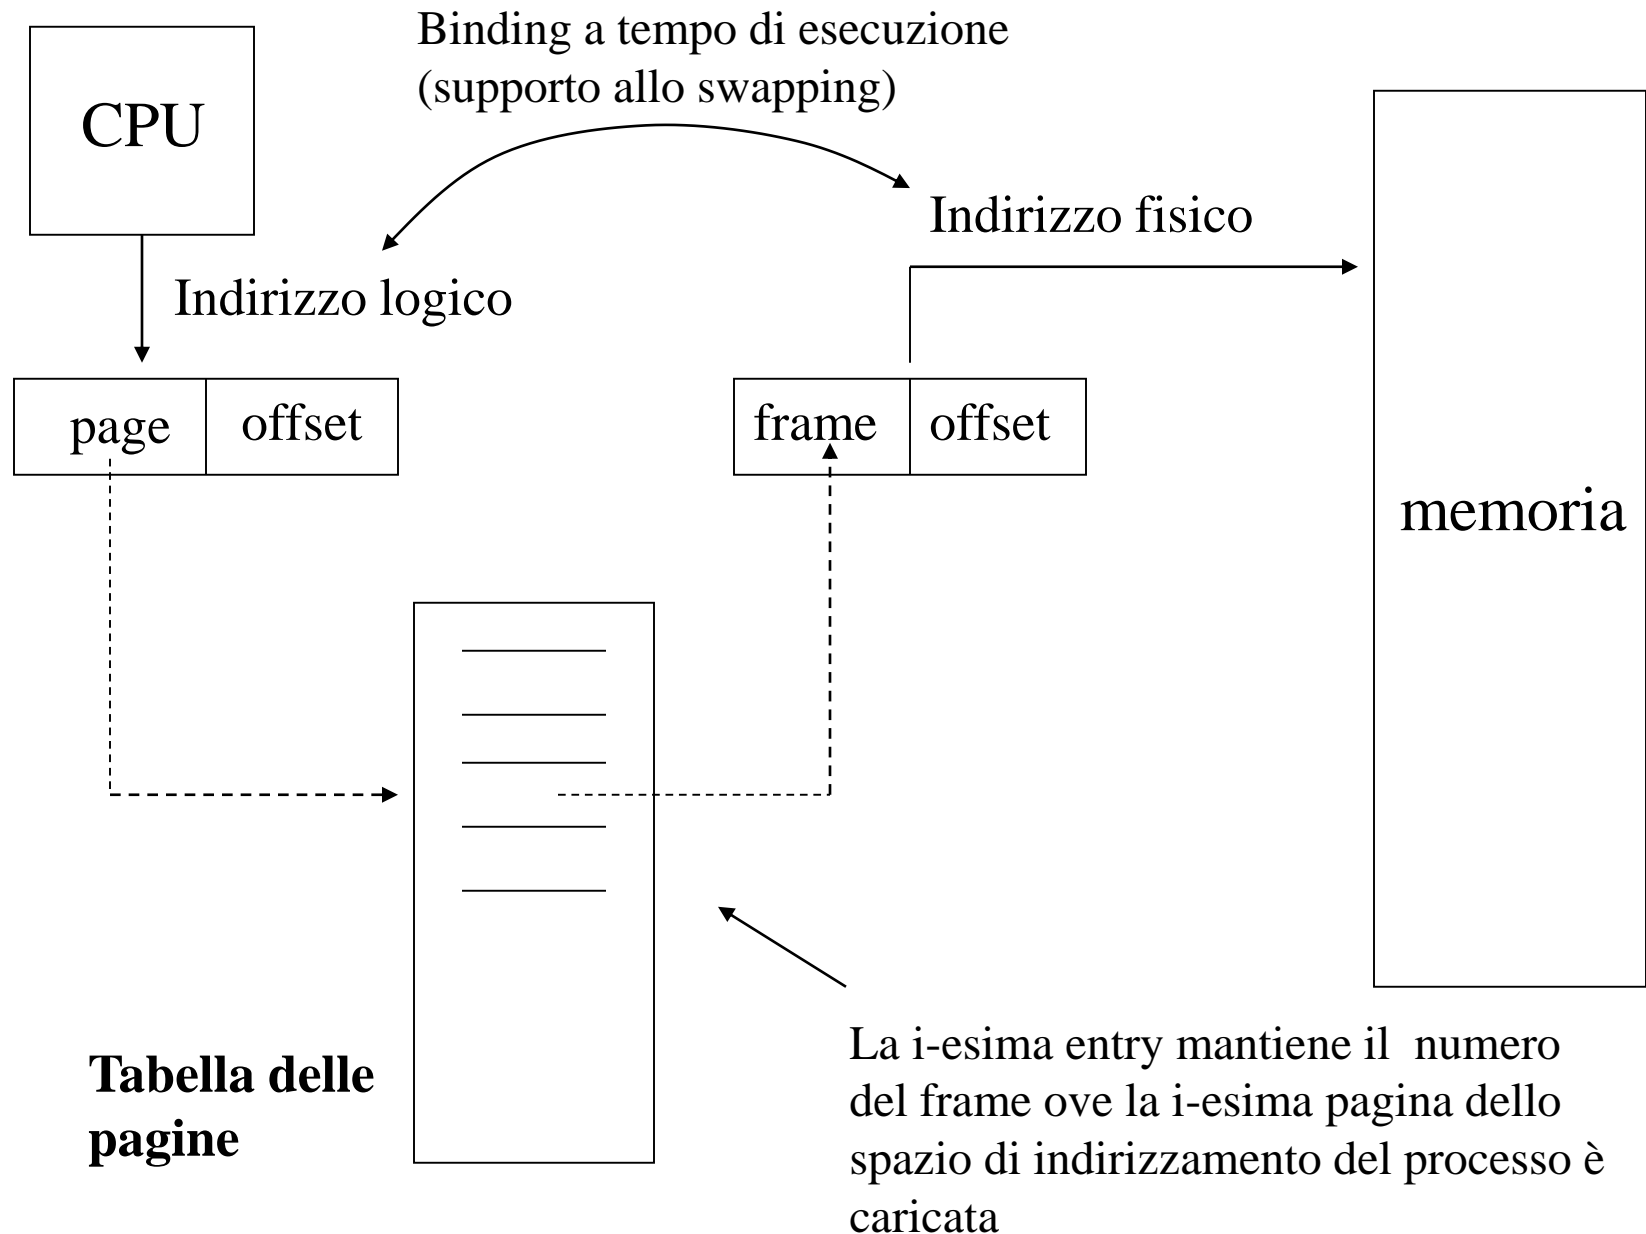 Binding a tempo di esecuzione
(supporto allo swapping)
CPU
Indirizzo fisico
Indirizzo logico
page
offset
frame
offset
memoria
La i-esima entry mantiene il numero
del frame ove la i-esima pagina dello
spazio di indirizzamento del processo è
caricata
Tabella delle
pagine